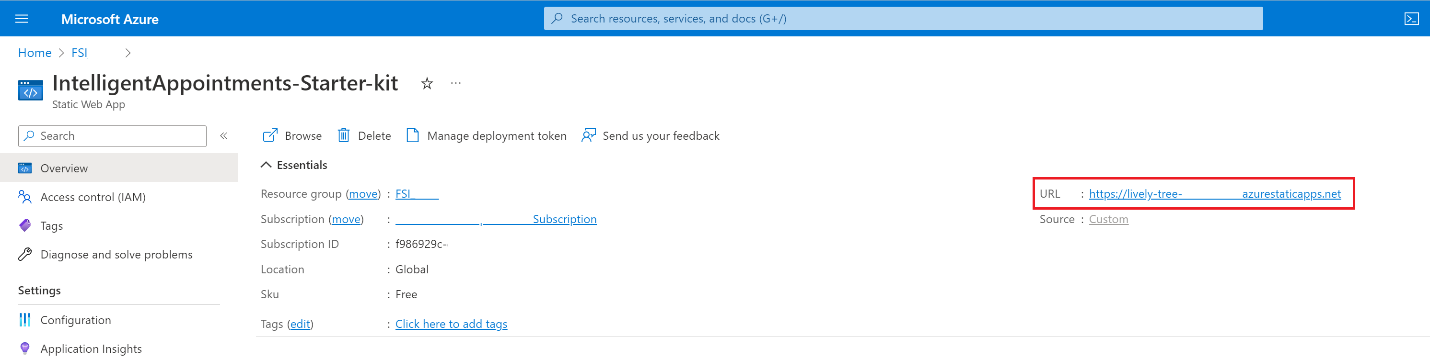 Microsoft Azure
Search resources, services, and docs (G+/)
Home > FSI >
IntelligentAppointments-Starter-kit ☆ ...
Static Web App
Search «
Browse Delete Manage deployment token Send us your feedback
Overview
Access control (IAM)
Tags
Diagnose and solve problems
Settings
Configuration
Application Insights
Essentials
Resource group (move) : FSI_
Subscription (move) : Subscription
Subscription ID : f986929c-
Location : Global
Sku : Free
Tags (edit) : Click here to add tags
URL : https://lively-tree- azurestaticapps.net
Source : Custom